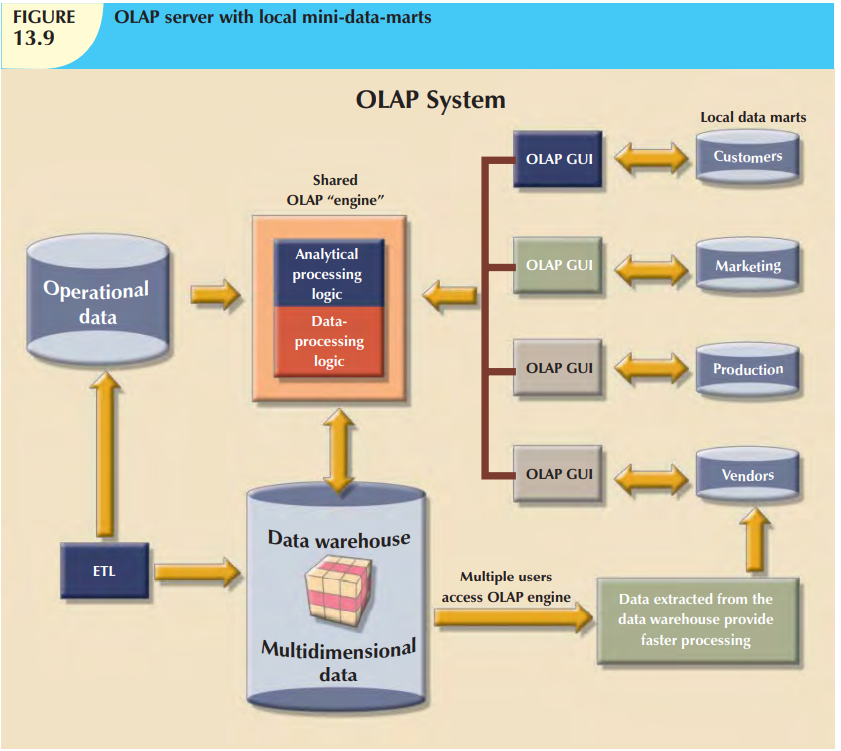 FIGURE
13.9
OLAP server with local mini-data-marts
OLAP System
Local data marts
Shared
OLAP “engine”
Analytical
processing
logic
Data-
processing
logic
Operational
data
OLAP GUI
Customers
OLAP GUI
Marketing
OLAP GUI
Production
OLAP GUI
Vendors
ETL
Data warehouse
Multidimensional
data
Multiple users
access OLAP engine
Data extracted from the
data warehouse provide
faster processing